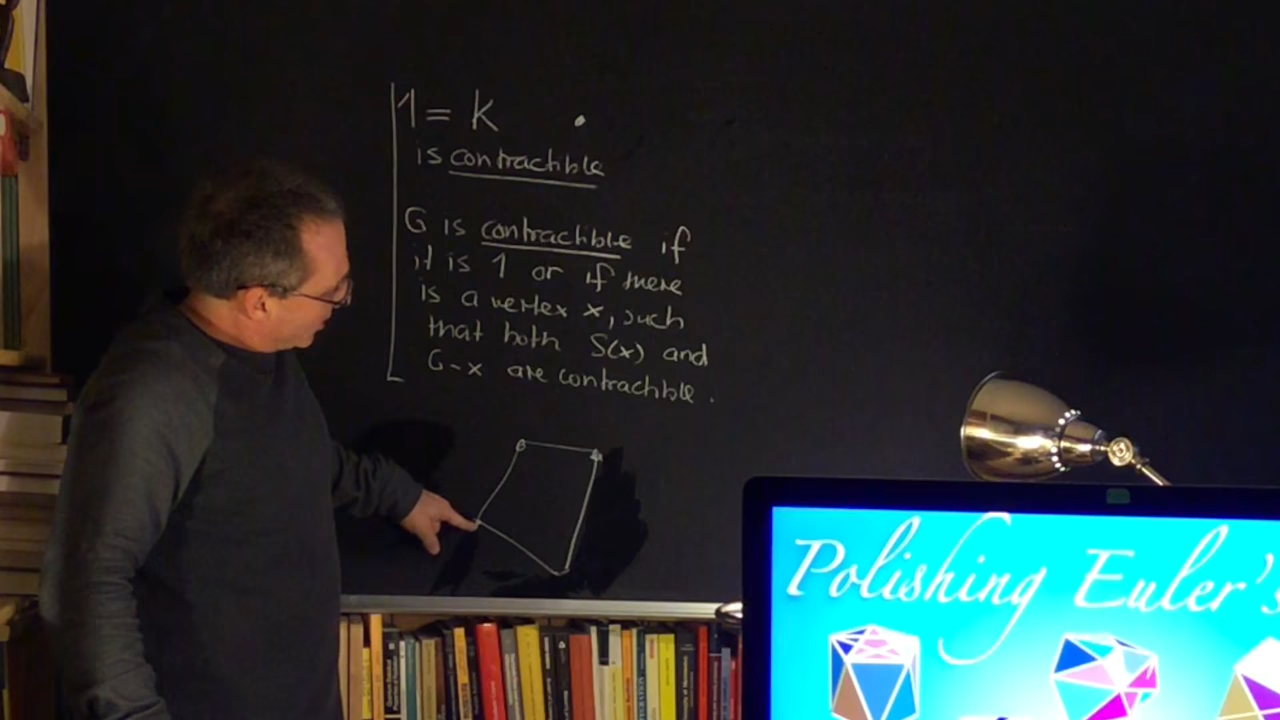 1 = K
is contractible
G is contractible if
it is 1 or if there
is a vertex x, such
that both S(x) and
G-x are contractible.
Polishing Euler's